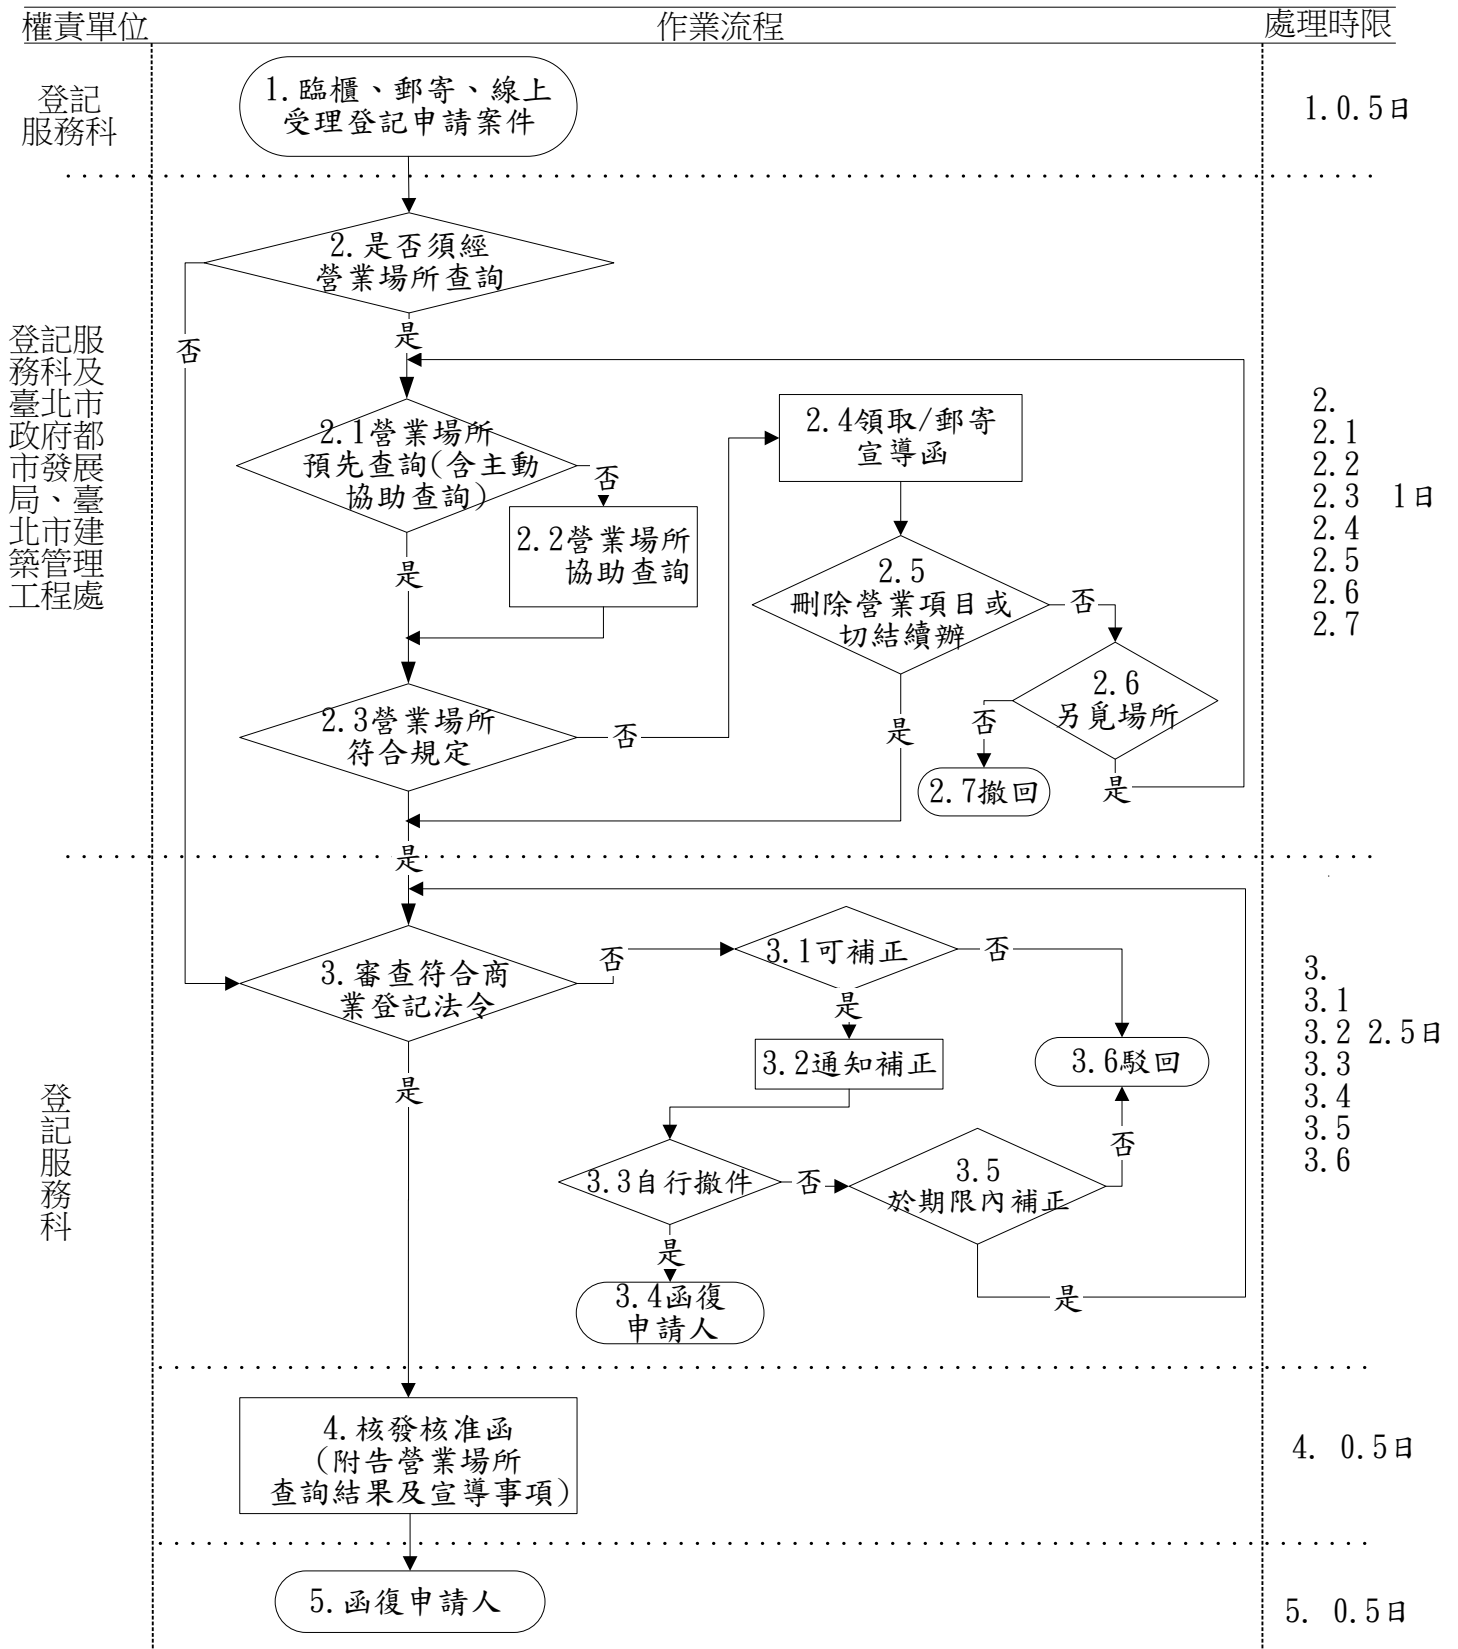 權責單位
作業流程
處理時限
登記
服務科
1.臨櫃、郵寄、線上
受理登記申請案件
1.0.5日
登記服
務科及
臺北市
政府都
市發展
局、臺
北市建
築管理
工程處
2.是否須經
營業場所查詢
否
是
2.1營業場所
預先查詢(含主動
協助查詢)
否
是
2.2營業場所
協助查詢
2.3營業場所
符合規定
否
是
2.4領取/郵寄
宣導函
2.5
刪除營業項目或
切結續辦
否
是
2.6
另覓場所
否
是
2.7撤回
2.
2.1
2.2
2.3 1日
2.4
2.5
2.6
2.7
登
記
服
務
科
3.審查符合商
業登記法令
否
是
3.1可補正
否
是
3.2通知補正
3.6駁回
3.3自行撤件
否
是
3.5
於期限內補正
否
是
3.4函復
申請人
3.
3.1
3.2 2.5日
3.3
3.4
3.5
3.6
4.核發核准函
(附告營業場所
查詢結果及宣導事項)
4. 0.5日
5.函復申請人
5. 0.5日